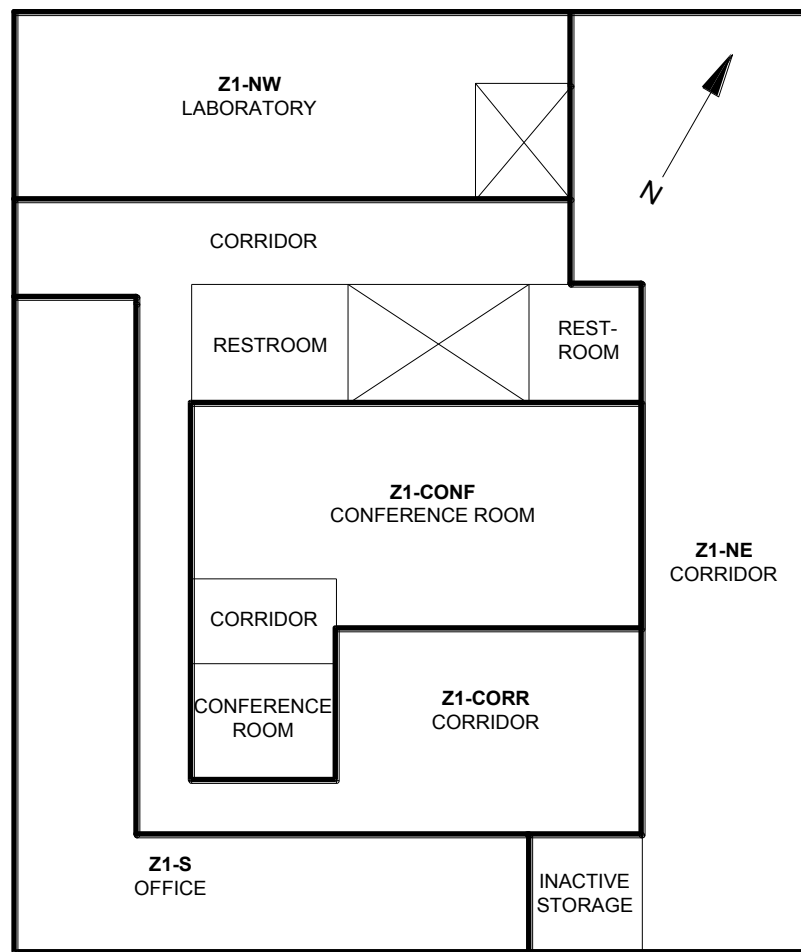 Z1-NW
LABORATORY
N
CORRIDOR
RESTROOM
REST-
ROOM
Z1-CONF
CONFERENCE ROOM
Z1-NE
CORRIDOR
CORRIDOR
CONFERENCE
ROOM
Z1-CORR
CORRIDOR
Z1-S
OFFICE
INACTIVE
STORAGE